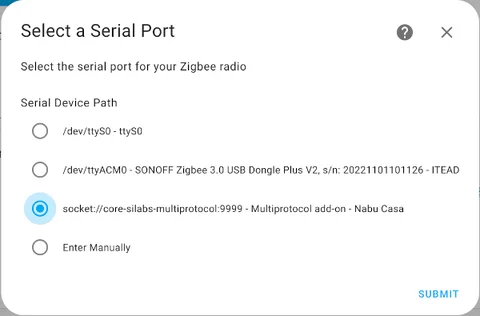 Select a Serial Port
Select the serial port for your Zigbee radio
Serial Device Path
/dev/ttyS0 - ttyS0
/dev/ttyACM0 - SONOFF Zigbee 3.0 USB Dongle Plus V2, s/n: 20221101101126 - ITEAD
socket://core-silabs-multiprotocol:9999 - Multiprotocol add-on - Nabu Casa
Enter Manually
SUBMIT